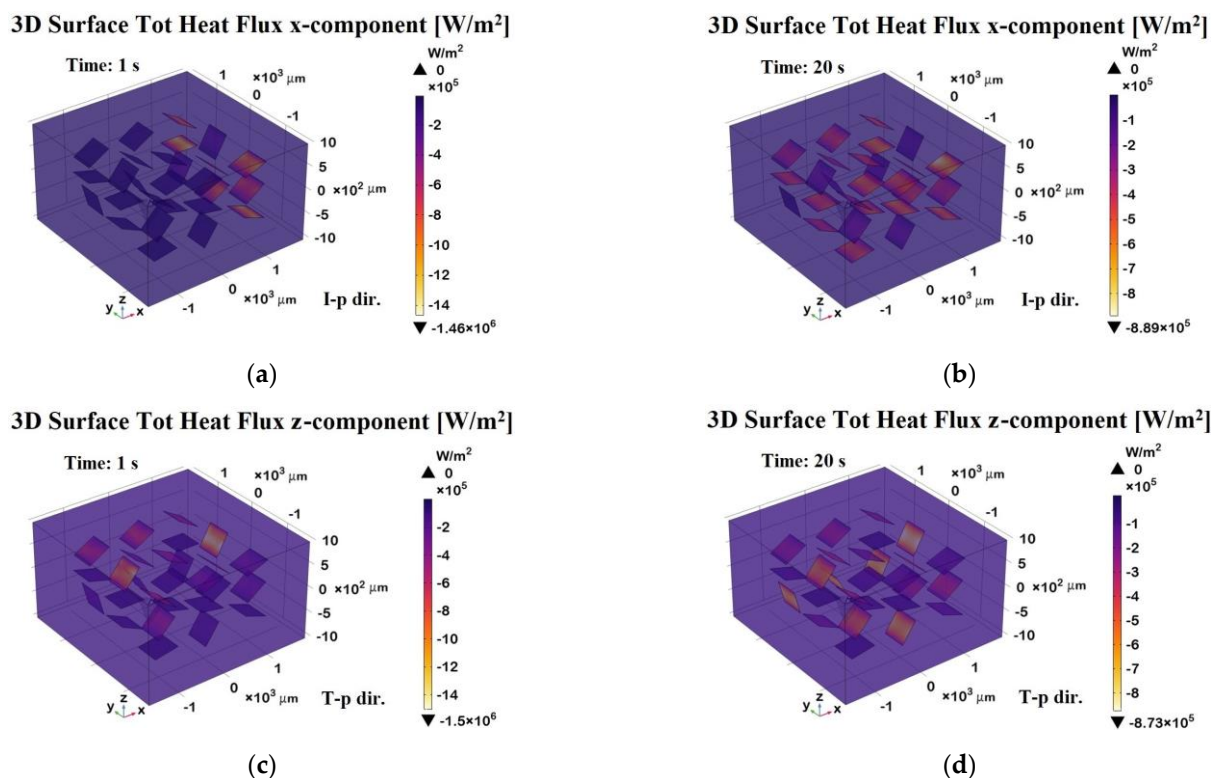 3D Surface Tot Heat Flux x-component [W/m²]
Time: 1 s
W/m²
▲ 0
×10⁵
-2
-4
-6
-8
-10
-12
-14
▼ -1.46×10⁶
1
0
-1
×10³ μm
10
5
0 ×10² μm
-5
-10
1
0
-1
×10³ μm
I-p dir.
y z x
(a)
3D Surface Tot Heat Flux x-component [W/m²]
Time: 20 s
W/m²
▲ 0
×10⁵
-1
-2
-3
-4
-5
-6
-7
-8
▼ -8.89×10⁵
1
0
-1
×10³ μm
10
5
0 ×10² μm
-5
-10
1
0
-1
×10³ μm
I-p dir.
y z x
(b)
3D Surface Tot Heat Flux z-component [W/m²]
Time: 1 s
W/m²
▲ 0
×10⁵
-2
-4
-6
-8
-10
-12
-14
▼ -1.5×10⁶
1
0
-1
×10³ μm
10
5
0 ×10² μm
-5
-10
1
0
-1
×10³ μm
T-p dir.
y z x
(c)
3D Surface Tot Heat Flux z-component [W/m²]
Time: 20 s
W/m²
▲ 0
×10⁵
-1
-2
-3
-4
-5
-6
-7
-8
▼ -8.73×10⁵
1
0
-1
×10³ μm
10
5
0 ×10² μm
-5
-10
1
0
-1
×10³ μm
T-p dir.
y z x
(d)